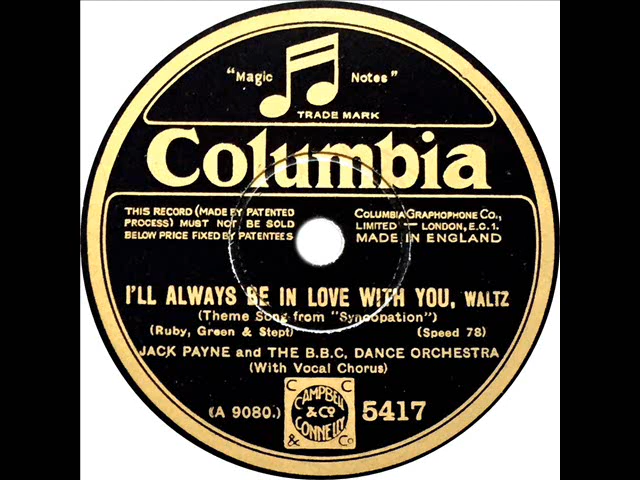 "Magic Notes"
TRADE MARK
Columbia
THIS RECORD (MADE BY PATENTED
PROCESS) MUST NOT BE SOLD
BELOW PRICE FIXED BY PATENTEES
COLUMBIA GRAPHOPHONE CO.,
LIMITED — LONDON, E.C.1.
MADE IN ENGLAND
I'LL ALWAYS BE IN LOVE WITH YOU, WALTZ
(Theme Song from "Syncopation")
(Ruby, Green & Stept) (Speed 78)
JACK PAYNE and THE B.B.C. DANCE ORCHESTRA
(With Vocal Chorus)
(A 9080.)
C C
CAMPBELL
& Co
CONNELLY
& Co
5417